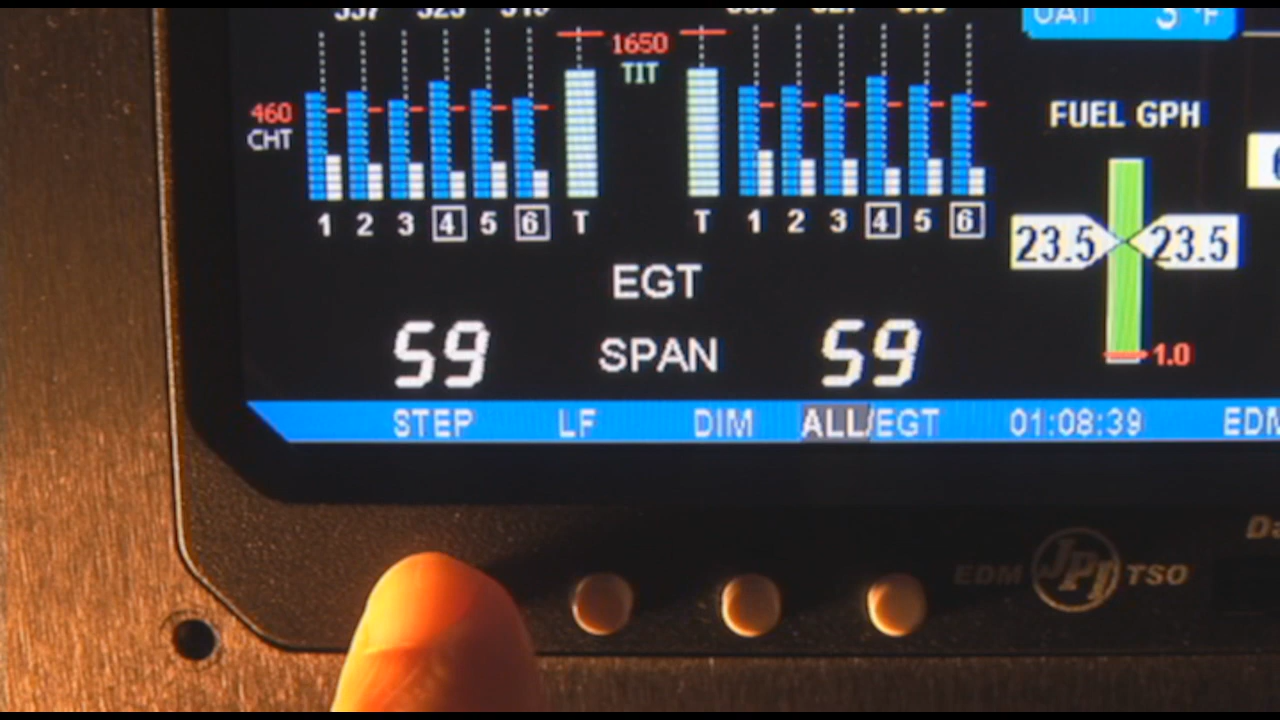 1650
TIT
460
CHT
1 2 3 4 5 6 T T 1 2 3 4 5 6
FUEL GPH
23.5 23.5
1.0
EGT
59 SPAN 59
STEP LF DIM ALL/EGT 01:08:39 EDM
EDM JPI TSO